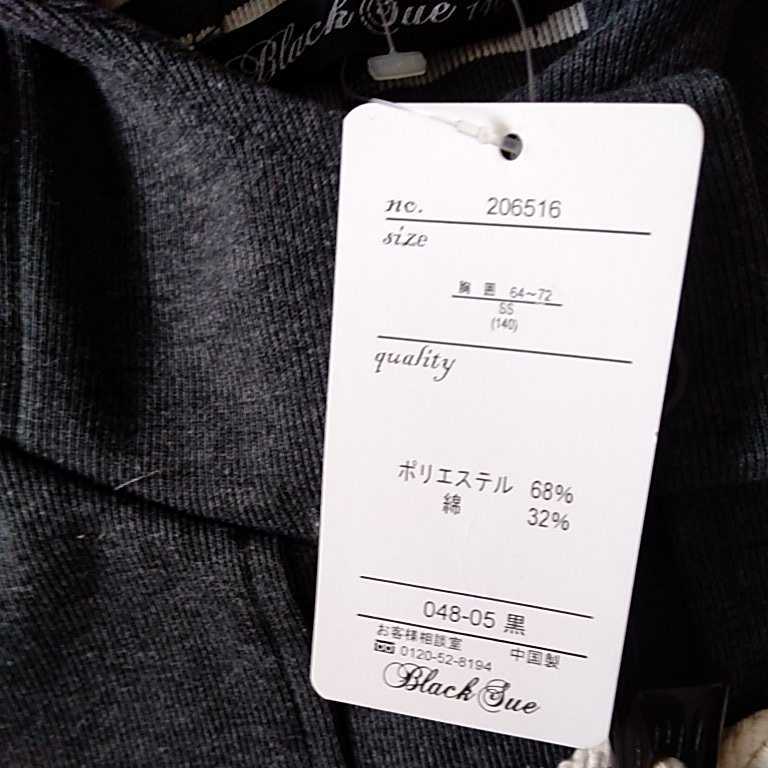 Black Sue
no. 206516
size
胸囲 64～72
SS
(140)
quality
ポリエステル 68%
綿 32%
048-05 黒
お客様相談室
0120-52-8194 中国製
Black Sue